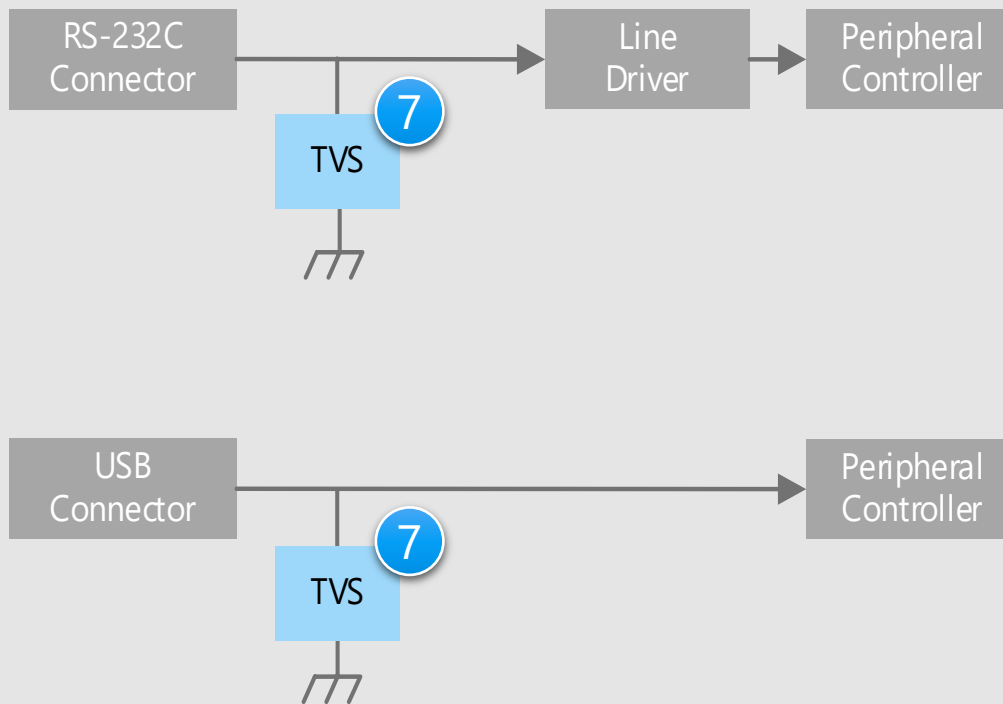 RS-232C
Connector
Line
Driver
Peripheral
Controller
7
TVS
USB
Connector
Peripheral
Controller
7
TVS